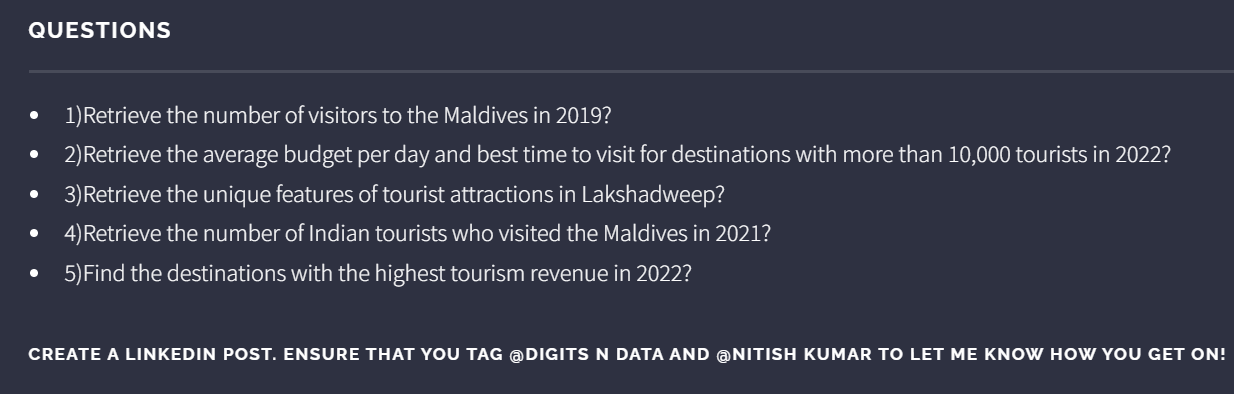 QUESTIONS
• 1)Retrieve the number of visitors to the Maldives in 2019?
• 2)Retrieve the average budget per day and best time to visit for destinations with more than 10,000 tourists in 2022?
• 3)Retrieve the unique features of tourist attractions in Lakshadweep?
• 4)Retrieve the number of Indian tourists who visited the Maldives in 2021?
• 5)Find the destinations with the highest tourism revenue in 2022?
CREATE A LINKEDIN POST. ENSURE THAT YOU TAG @DIGITS N DATA AND @NITISH KUMAR TO LET ME KNOW HOW YOU GET ON!